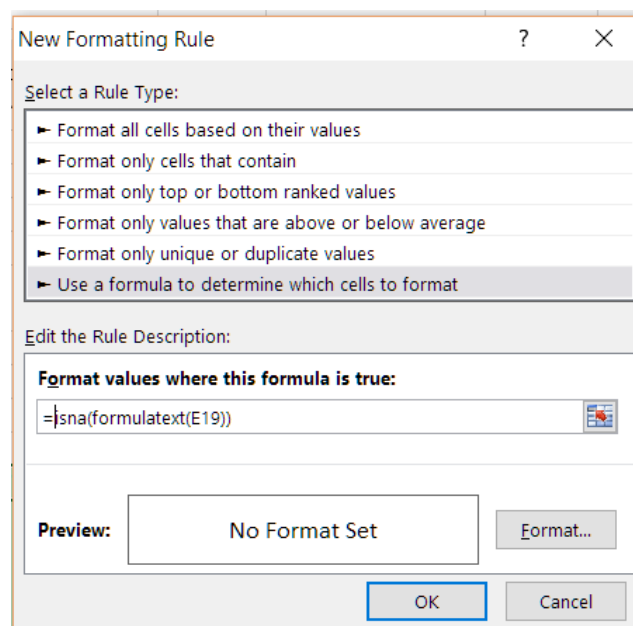 New Formatting Rule ?
Select a Rule Type:
► Format all cells based on their values
► Format only cells that contain
► Format only top or bottom ranked values
► Format only values that are above or below average
► Format only unique or duplicate values
► Use a formula to determine which cells to format
Edit the Rule Description:
Format values where this formula is true:
=isna(formulatext(E19))
Preview: No Format Set Format...
OK Cancel